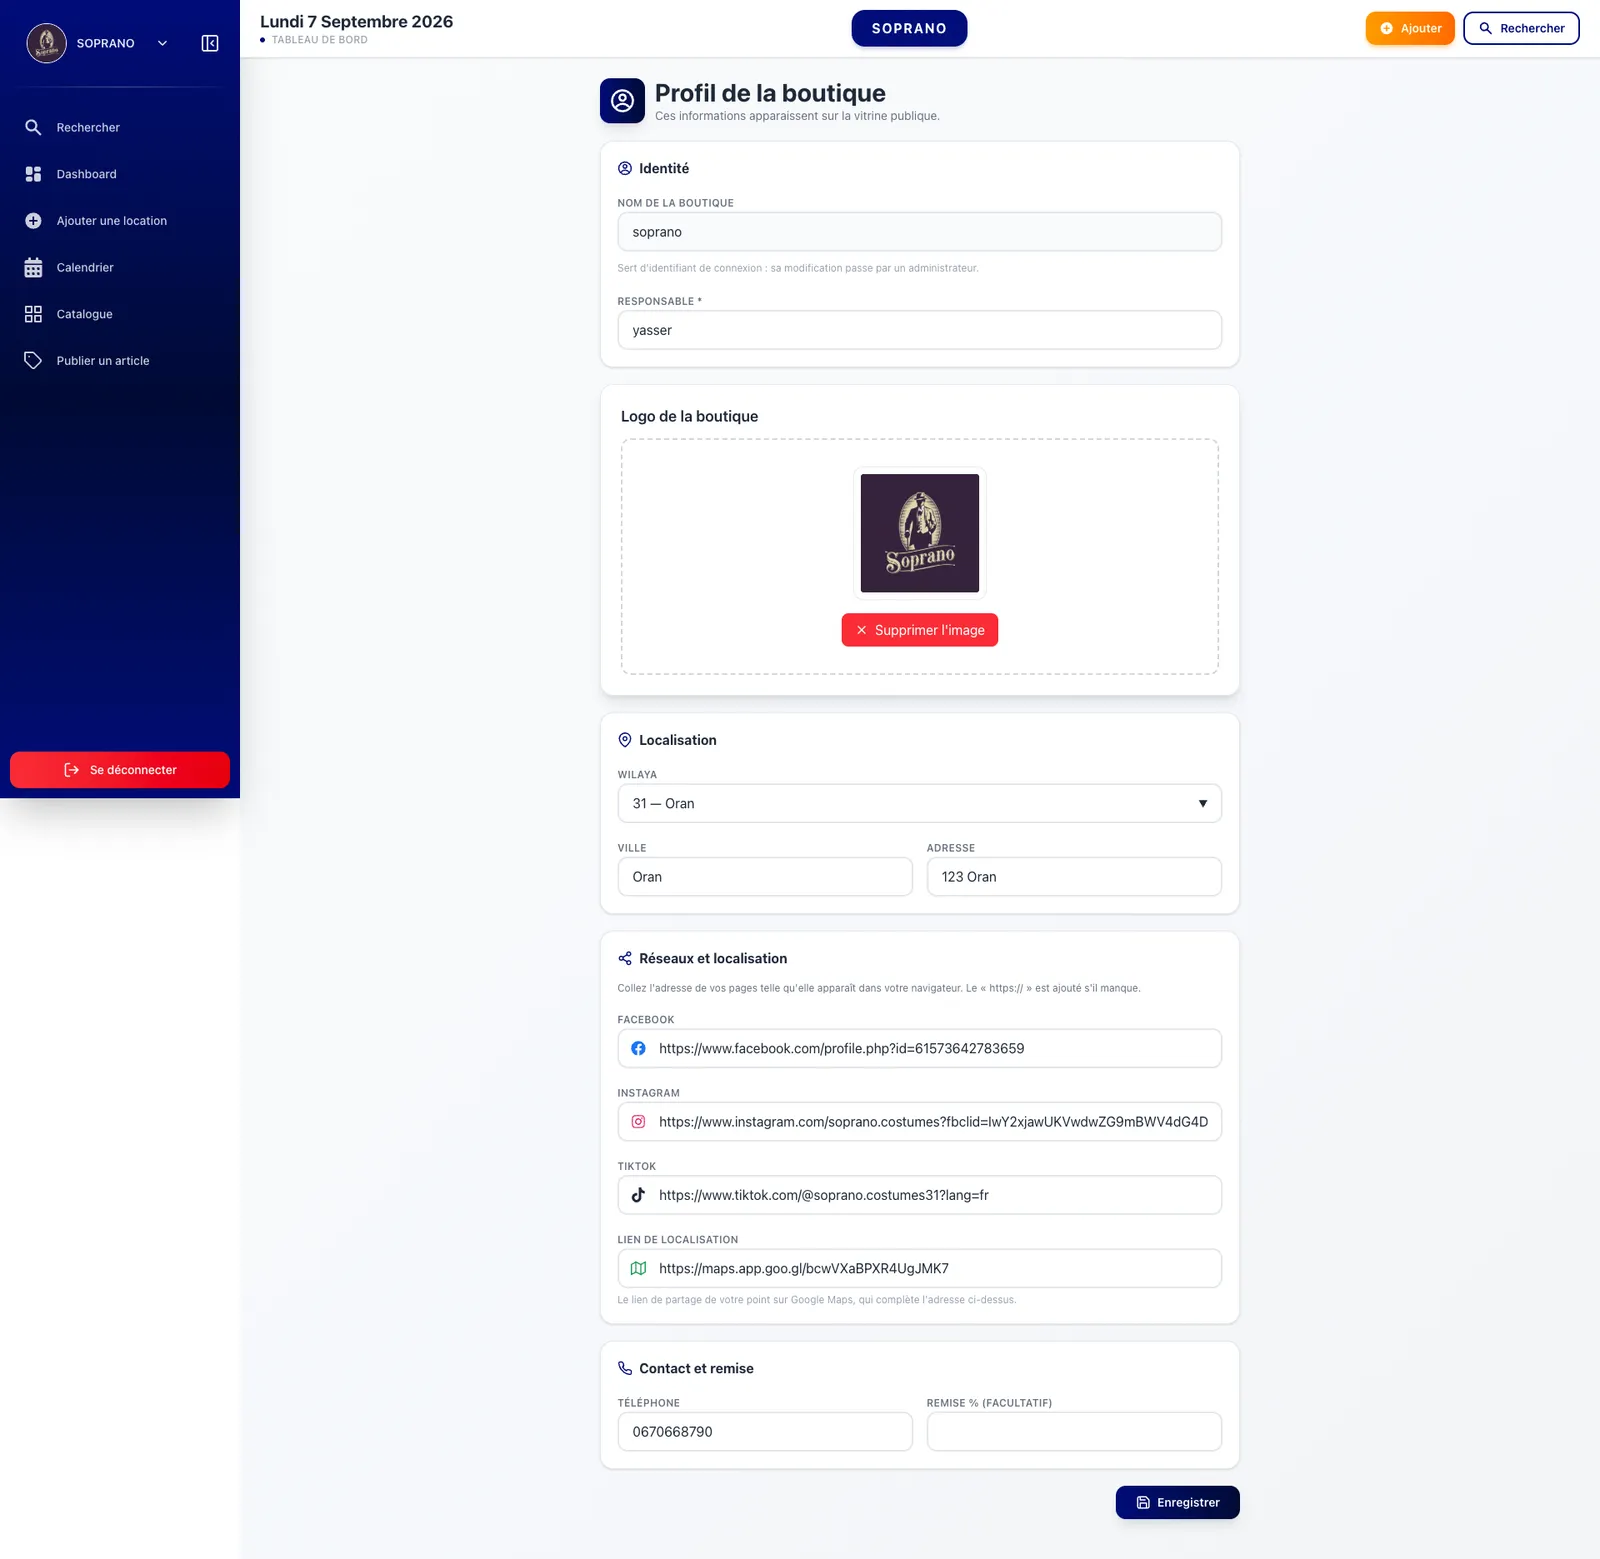 SOPRANO
Rechercher
Dashboard
Ajouter une location
Calendrier
Catalogue
Publier un article
Se déconnecter
Lundi 7 Septembre 2026
TABLEAU DE BORD
SOPRANO
Ajouter
Rechercher
Profil de la boutique
Ces informations apparaissent sur la vitrine publique.
Identité
NOM DE LA BOUTIQUE
soprano
Sert d'identifiant de connexion : sa modification passe par un administrateur.
RESPONSABLE *
yasser
Logo de la boutique
Soprano
Supprimer l'image
Localisation
WILAYA
31 — Oran
VILLE
Oran
ADRESSE
123 Oran
Réseaux et localisation
Collez l'adresse de vos pages telle qu'elle apparaît dans votre navigateur. Le « https:// » est ajouté s'il manque.
FACEBOOK
https://www.facebook.com/profile.php?id=61573642783659
INSTAGRAM
https://www.instagram.com/soprano.costumes?fbclid=IwY2xjawUKVwdwZG9mBWV4dG4D
TIKTOK
https://www.tiktok.com/@soprano.costumes31?lang=fr
LIEN DE LOCALISATION
https://maps.app.goo.gl/bcwVXaBPXR4UgJMK7
Le lien de partage de votre point sur Google Maps, qui complète l'adresse ci-dessus.
Contact et remise
TÉLÉPHONE
0670668790
REMISE % (FACULTATIF)
Enregistrer